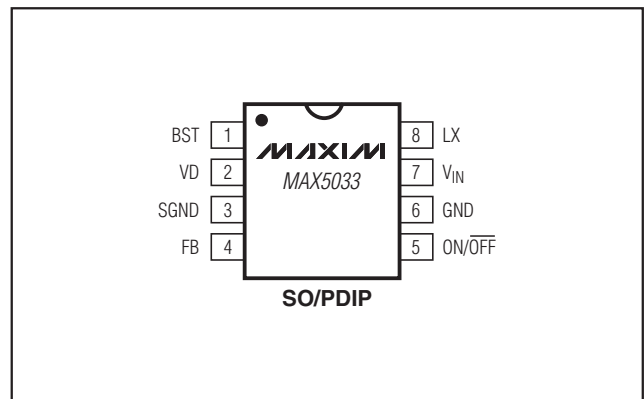 BST 1
VD 2
SGND 3
FB 4
MAXIM
MAX5033
8 LX
7 VIN
6 GND
5 ON/OFF
SO/PDIP